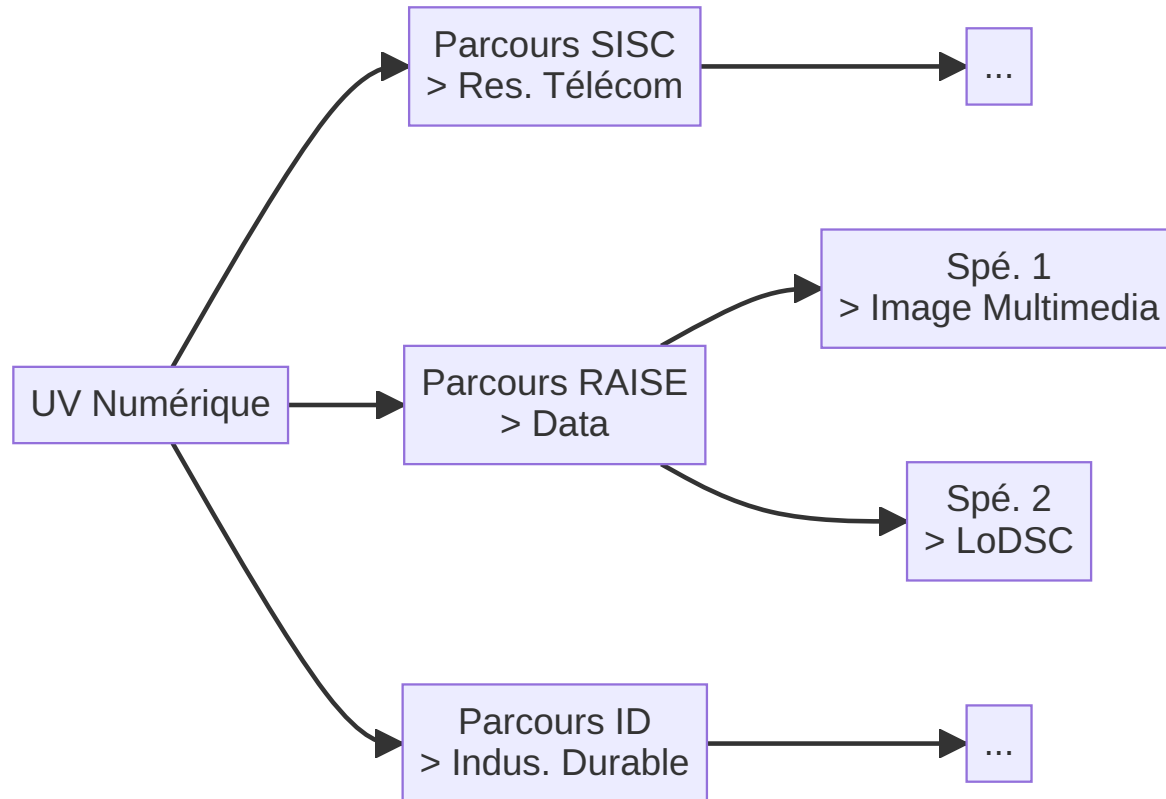 Parcours SISC
> Res. Télécom
...
Spé. 1
> Image Multimedia
UV Numérique
Parcours RAISE
> Data
Spé. 2
> LoDSC
Parcours ID
> Indus. Durable
...